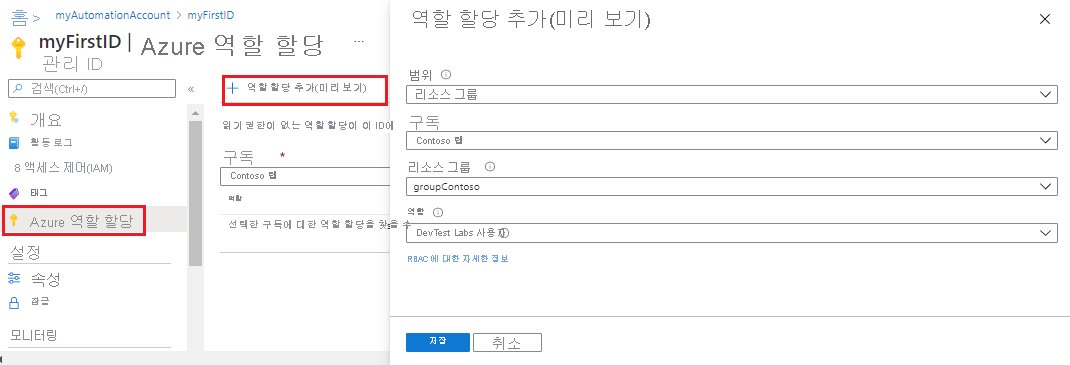 홈 > myAutomationAccount > myFirstID
myFirstID | Azure 역할 할당 ...
관리 ID
검색(Ctrl+/)
«
개요
활동 로그
8 액세스 제어(IAM)
태그
Azure 역할 할당
설정
속성
잠금
모니터링
+ 역할 할당 추가(미리 보기)
읽기 권한이 없는 역할 할당이 이 ID에
구독 *
Contoso 랩
역할
선택한 구독에 대한 역할 할당을 찾을 수
역할 할당 추가(미리 보기)
범위
리소스 그룹
구독
Contoso 랩
리소스 그룹
groupContoso
역할
DevTest Labs 사용자
RBAC에 대한 자세한 정보
저장
취소